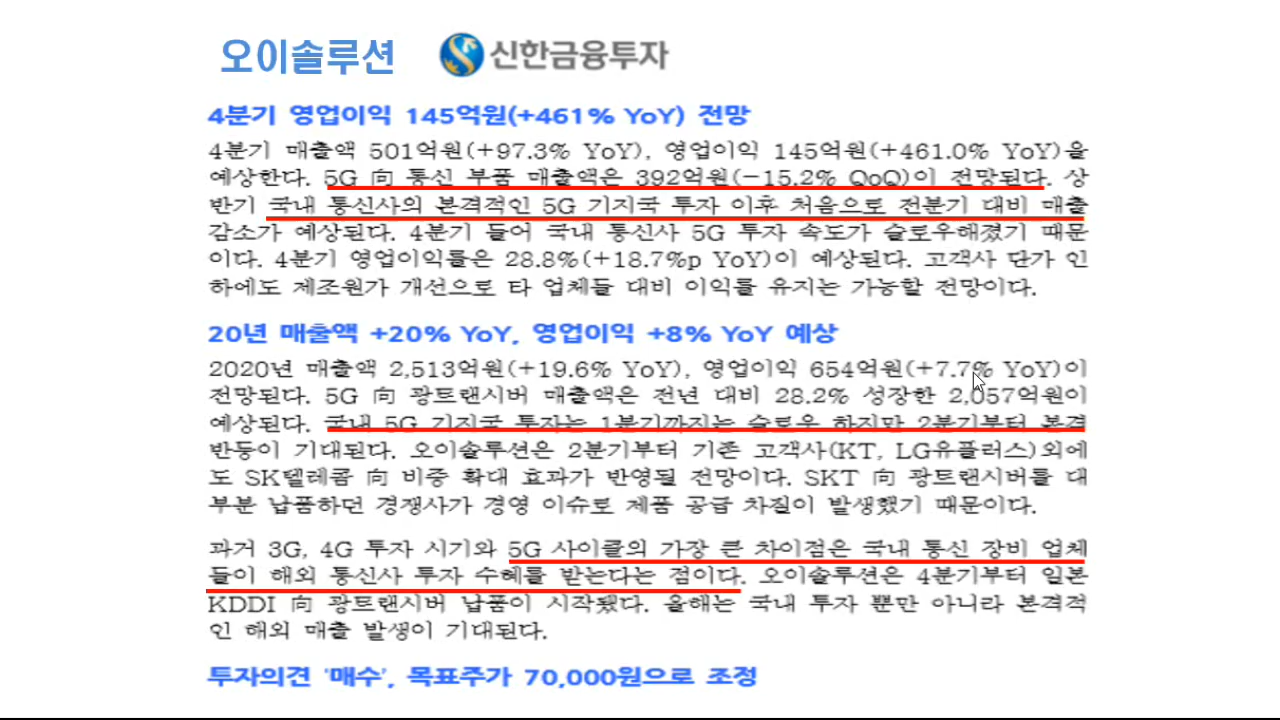 오이솔루션 신한금융투자
4분기 영업이익 145억원(+461% YoY) 전망
4분기 매출액 501억원(+97.3% YoY), 영업이익 145억원(+461.0% YoY)을
예상한다. 5G 向 통신 부품 매출액은 392억원(-15.2% QoQ)이 전망된다. 상
반기 국내 통신사의 본격적인 5G 기지국 투자 이후 처음으로 전분기 대비 매출
감소가 예상된다. 4분기 들어 국내 통신사 5G 투자 속도가 슬로우해졌기 때문
이다. 4분기 영업이익률은 28.8%(+18.7%p YoY)이 예상된다. 고객사 단가 인
하에도 제조원가 개선으로 타 업체들 대비 이익률 유지는 가능할 전망이다.
20년 매출액 +20% YoY, 영업이익 +8% YoY 예상
2020년 매출액 2,513억원(+19.6% YoY), 영업이익 654억원(+7.7% YoY)이
전망된다. 5G 向 광트랜시버 매출액은 전년 대비 28.2% 성장한 2,057억원이
예상된다. 국내 5G 기지국 투자는 1분기까지는 슬로우 하지만 2분기부터 본격
반등이 기대된다. 오이솔루션은 2분기부터 기존 고객사(KT, LG유플러스)외에
도 SK텔레콤 向 비중 확대 효과가 반영될 전망이다. SKT 向 광트랜시버를 대
부분 납품하던 경쟁사가 경영 이슈로 제품 공급 차질이 발생했기 때문이다.
과거 3G, 4G 투자 시기와 5G 사이클의 가장 큰 차이점은 국내 통신 장비 업체
들이 해외 통신사 투자 수혜를 받는다는 점이다. 오이솔루션은 4분기부터 일본
KDDI 向 광트랜시버 납품이 시작됐다. 올해는 국내 투자 뿐만 아니라 본격적
인 해외 매출 발생이 기대된다.
투자의견 '매수', 목표주가 70,000원으로 조정